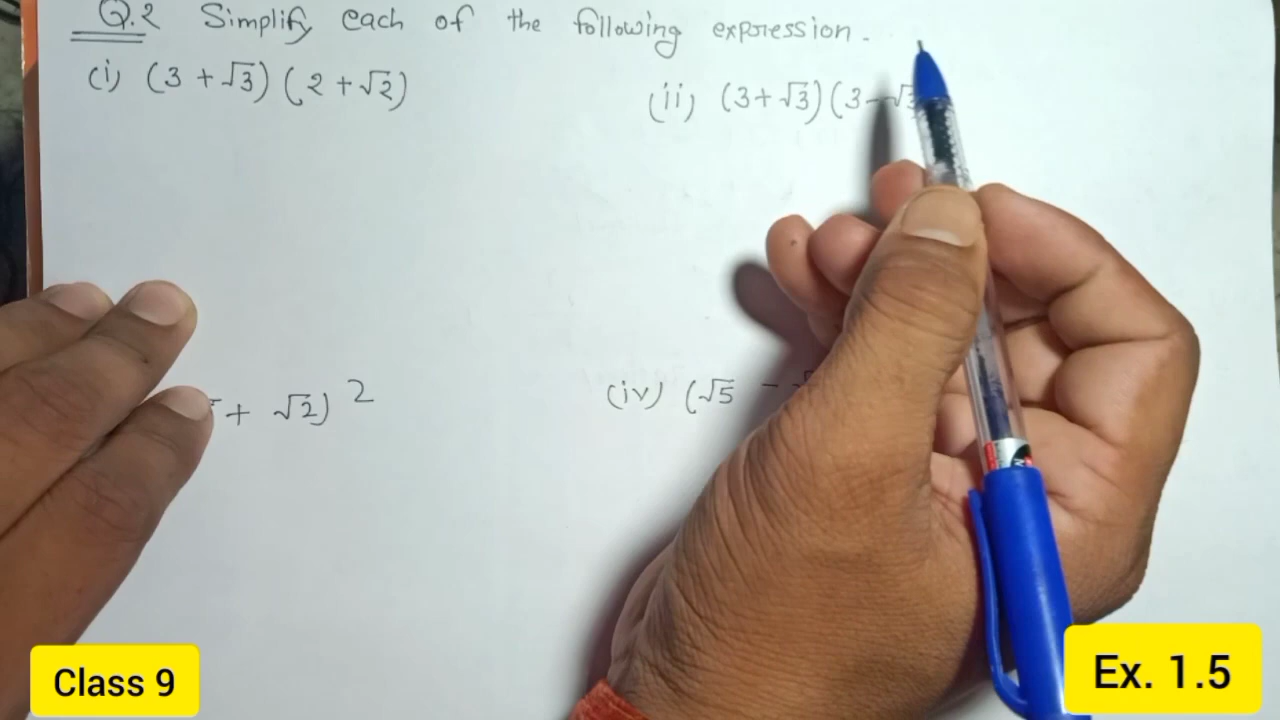 Q.2 Simplify each of the following expression.
(i) (3 + √3) (2 + √2)
(ii) (3 + √3) (3 - √3
+ √2)²
(iv) (√5 - √
Class 9
Ex. 1.5